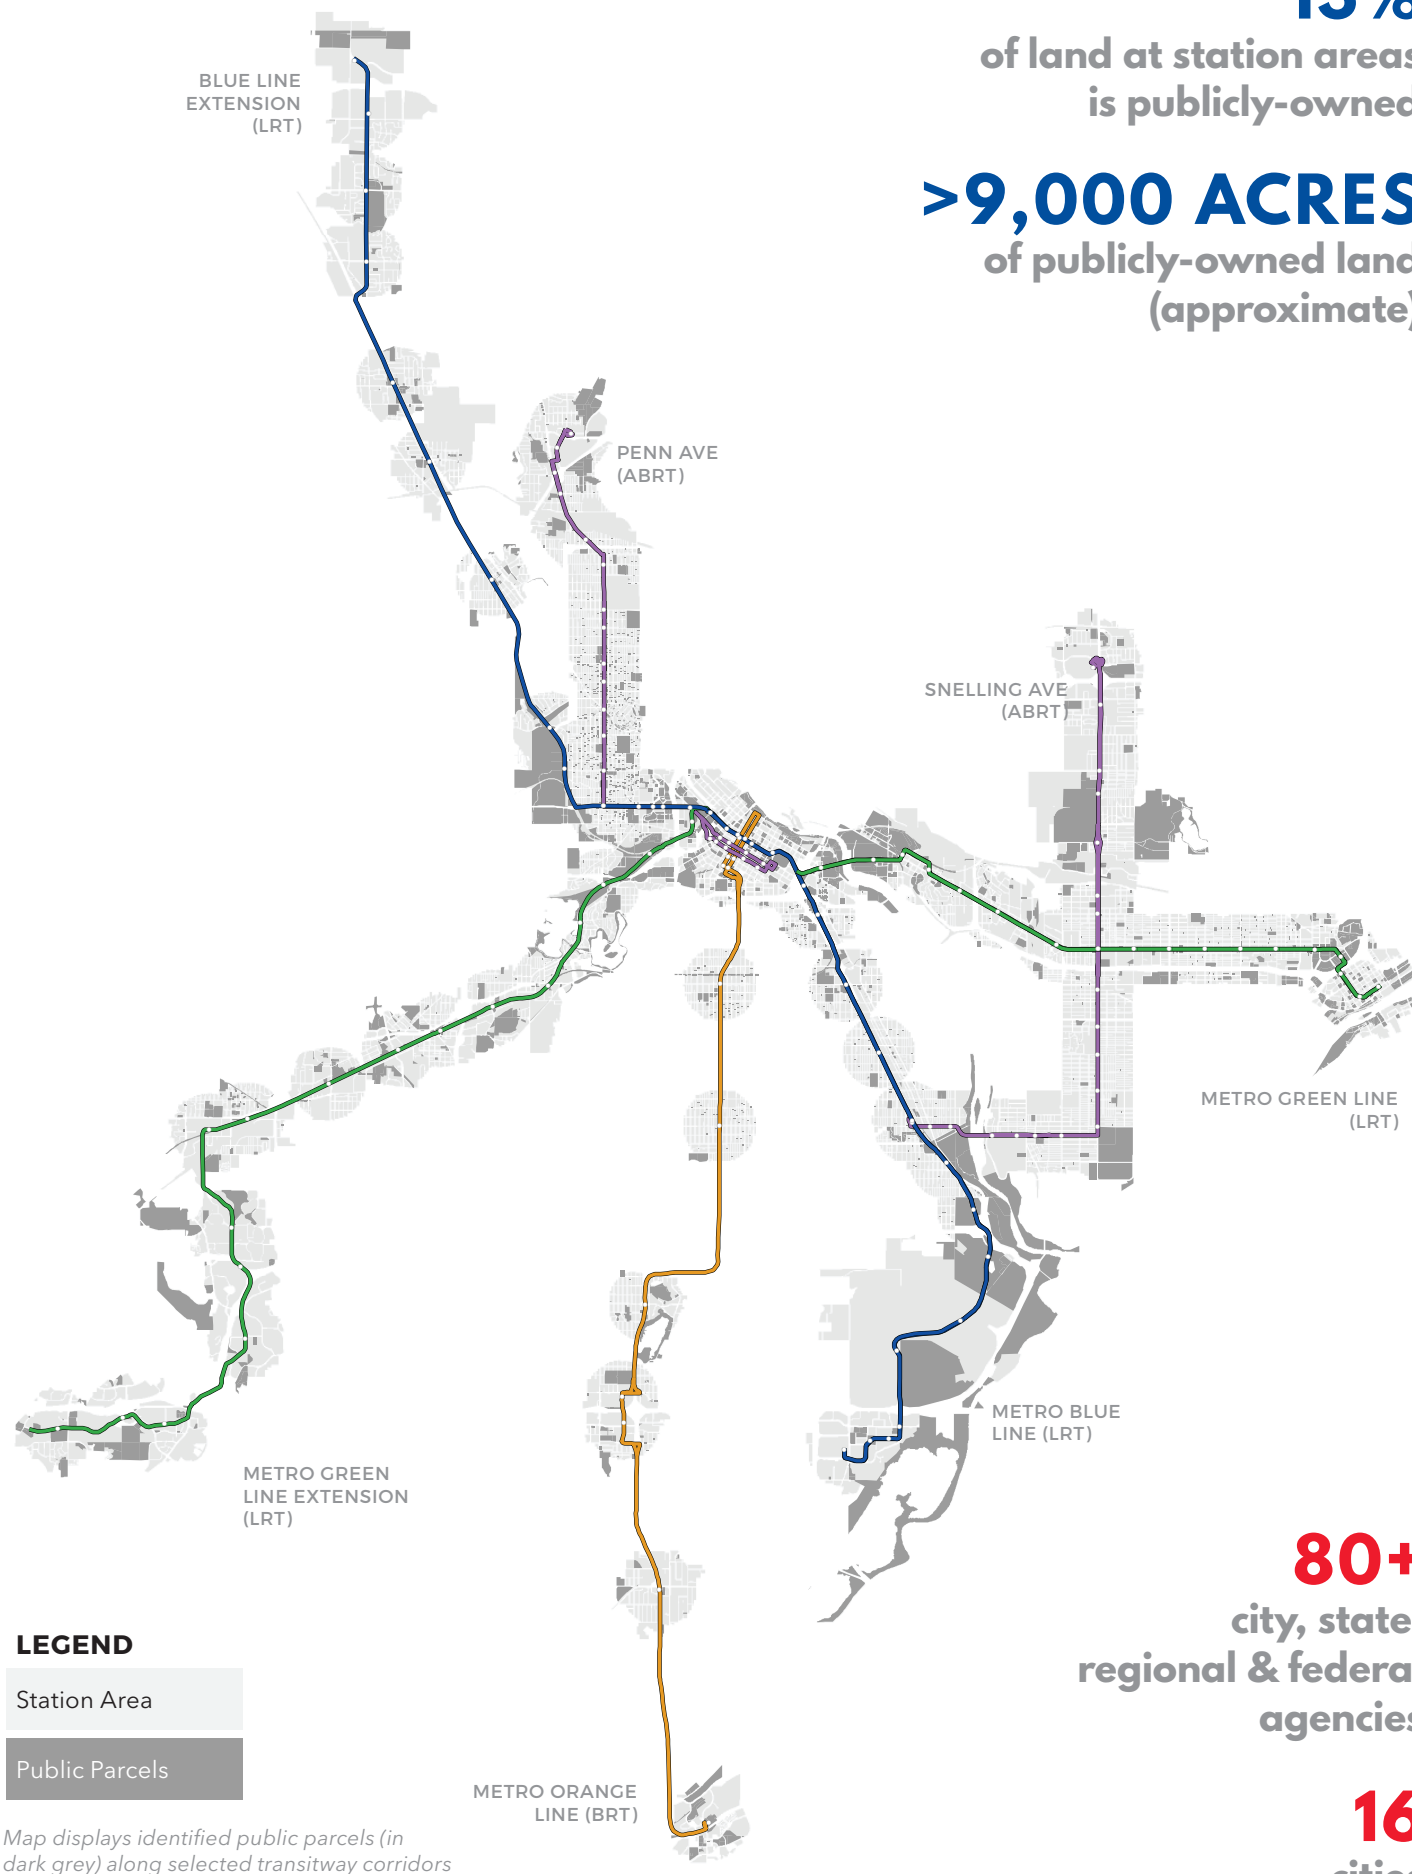 of land at station areas
is publicly-owned
>9,000 ACRES
of publicly-owned land
(approximate)
BLUE LINE
EXTENSION
(LRT)
PENN AVE
(ABRT)
SNELLING AVE
(ABRT)
METRO GREEN LINE
(LRT)
METRO BLUE
LINE (LRT)
METRO GREEN
LINE EXTENSION
(LRT)
80+
city, state
regional & federa
agencies
LEGEND
Station Area
Public Parcels
METRO ORANGE
LINE (BRT)
16
Map displays identified public parcels (in
dark grey) along selected transitway corridors